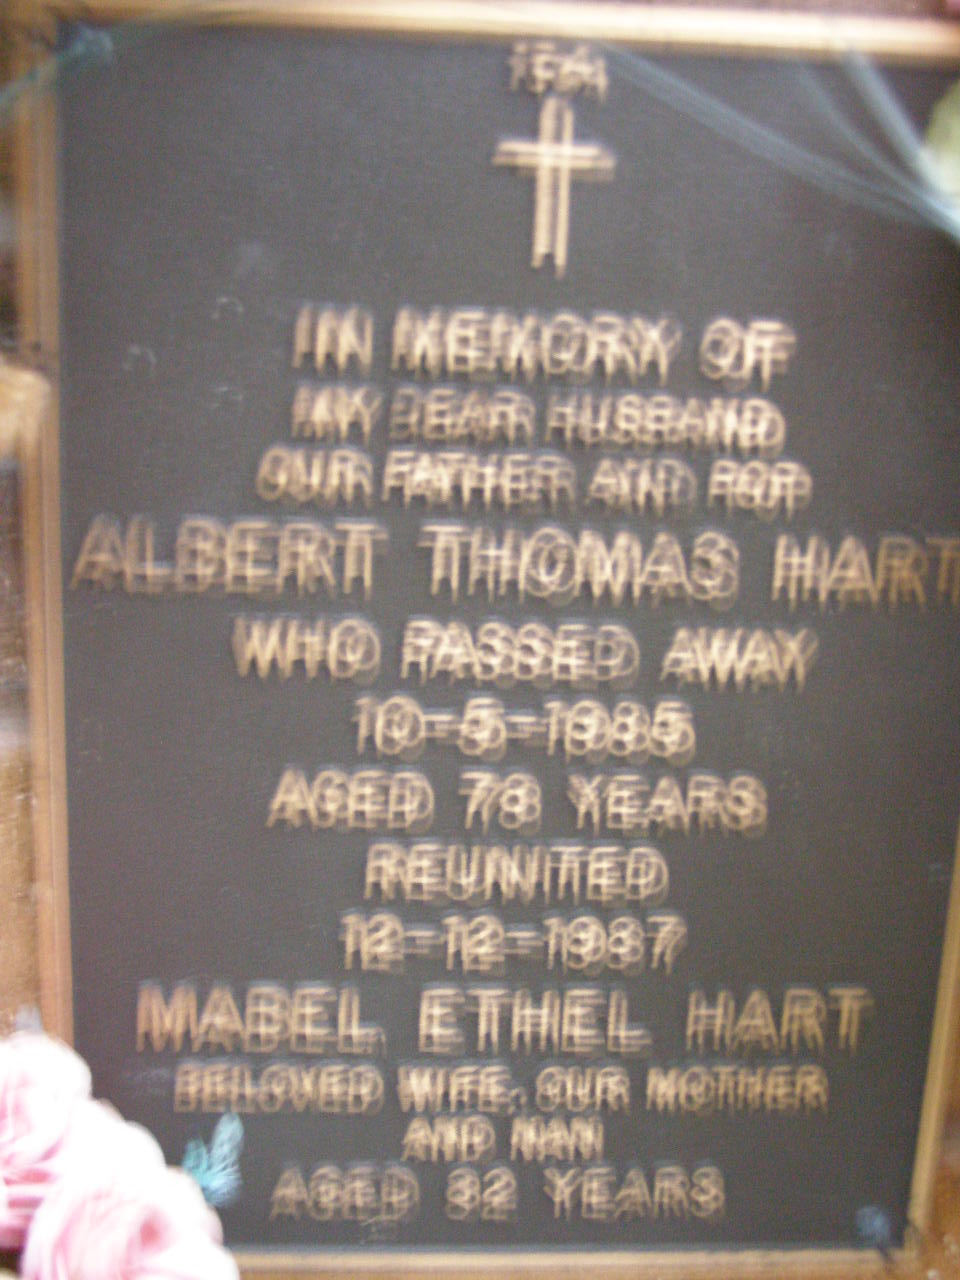 IN MEMORY OF
MY DEAR HUSBAND
OUR FATHER AND POP
ALBERT THOMAS HART
WHO PASSED AWAY
10-5-1985
AGED 78 YEARS
REUNITED
12-12-1987
MABEL ETHEL HART
BELOVED WIFE, OUR MOTHER
AND NAN
AGED 82 YEARS